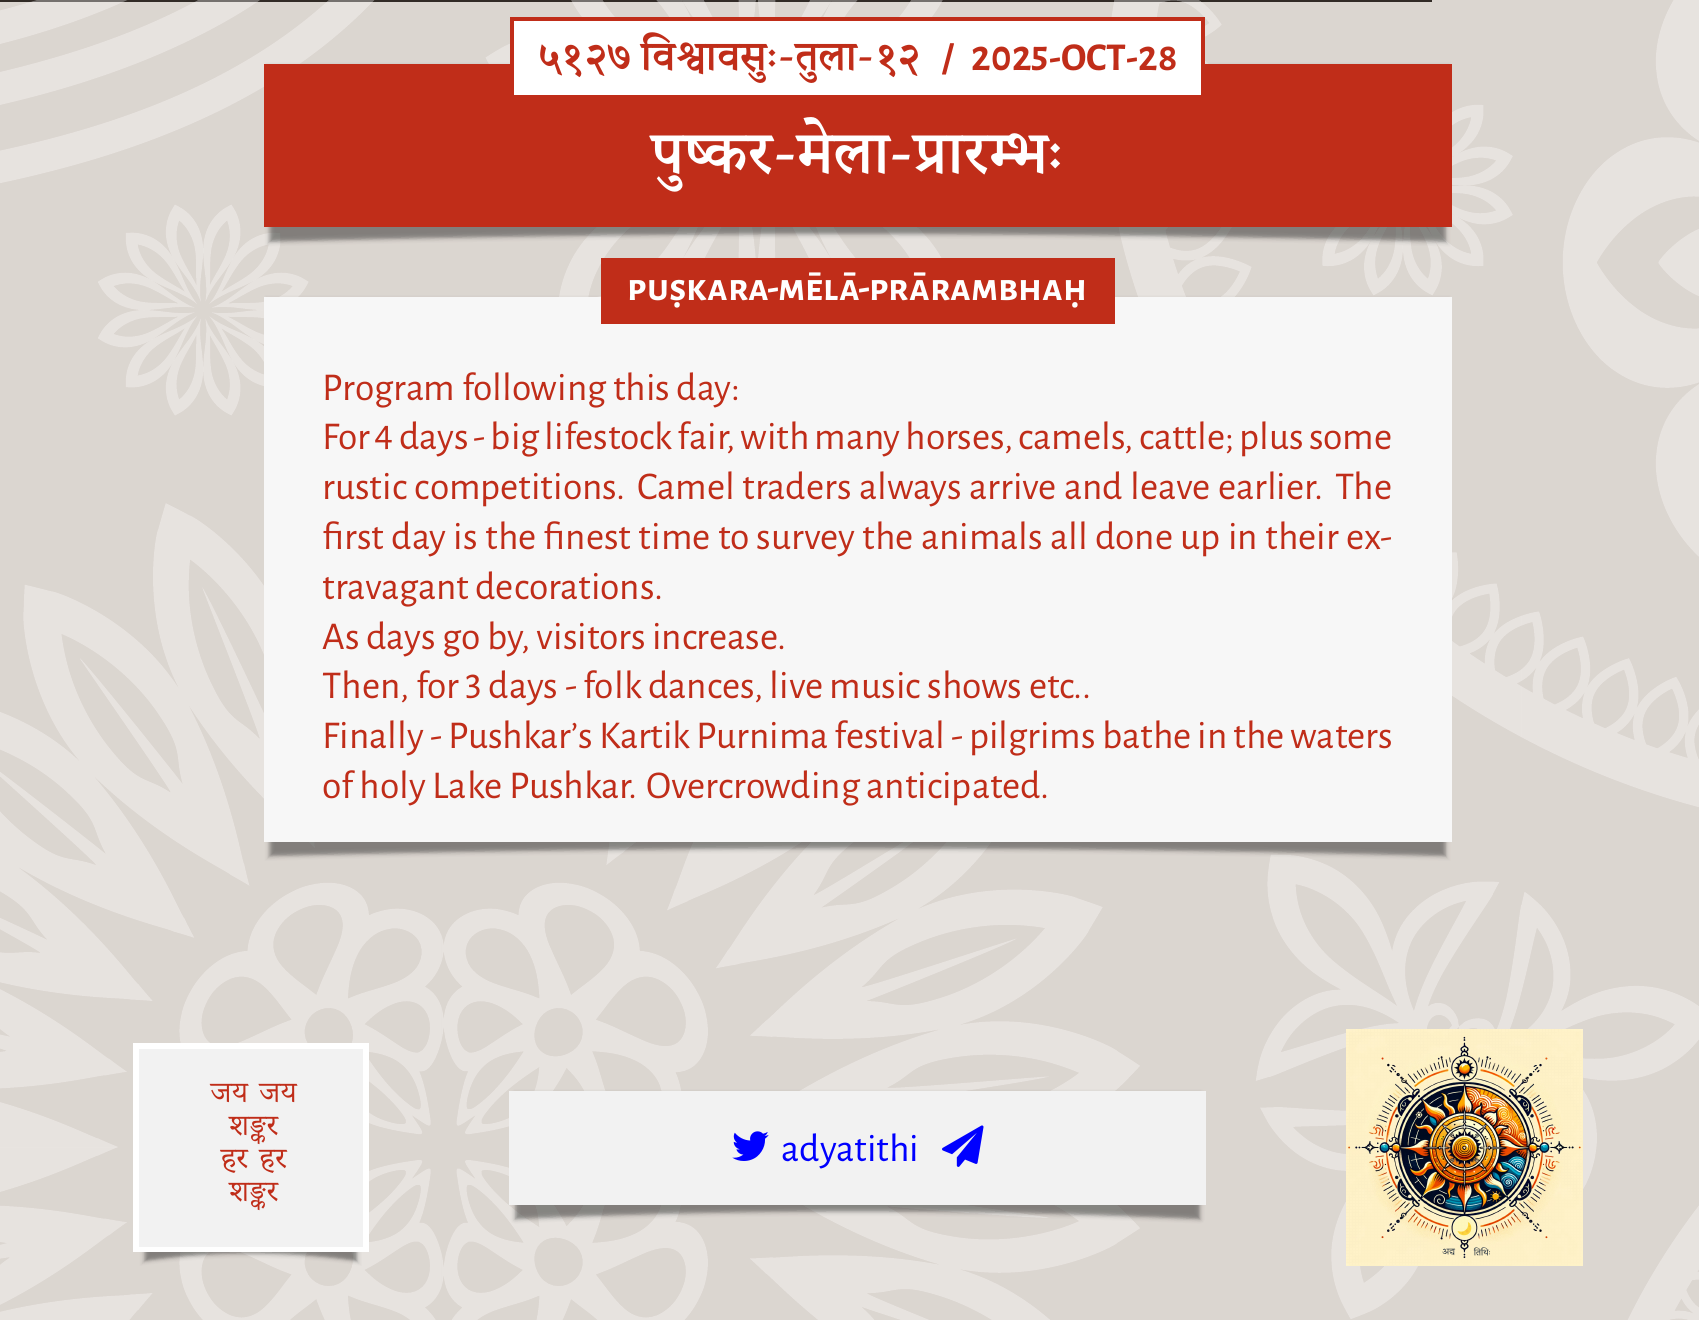 ५१२७ विश्वावसुः-तुला-१२ / 2025-OCT-28
पुष्कर-मेला-प्रारम्भः
PUṢKARA-MĒLĀ-PRĀRAMBHAḤ
Program following this day:
For 4 days - big lifestock fair, with many horses, camels, cattle; plus some
rustic competitions. Camel traders always arrive and leave earlier. The
first day is the finest time to survey the animals all done up in their ex-
travagant decorations.
As days go by, visitors increase.
Then, for 3 days - folk dances, live music shows etc..
Finally - Pushkar’s Kartik Purnima festival - pilgrims bathe in the waters
of holy Lake Pushkar. Overcrowding anticipated.
जय जय
शङ्कर
हर हर
शङ्कर
adyatithi
अद्य तिथिः